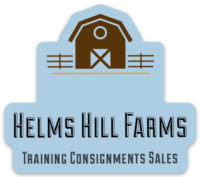 HELMS HILL FARMS
TRAINING CONSIGNMENTS SALES